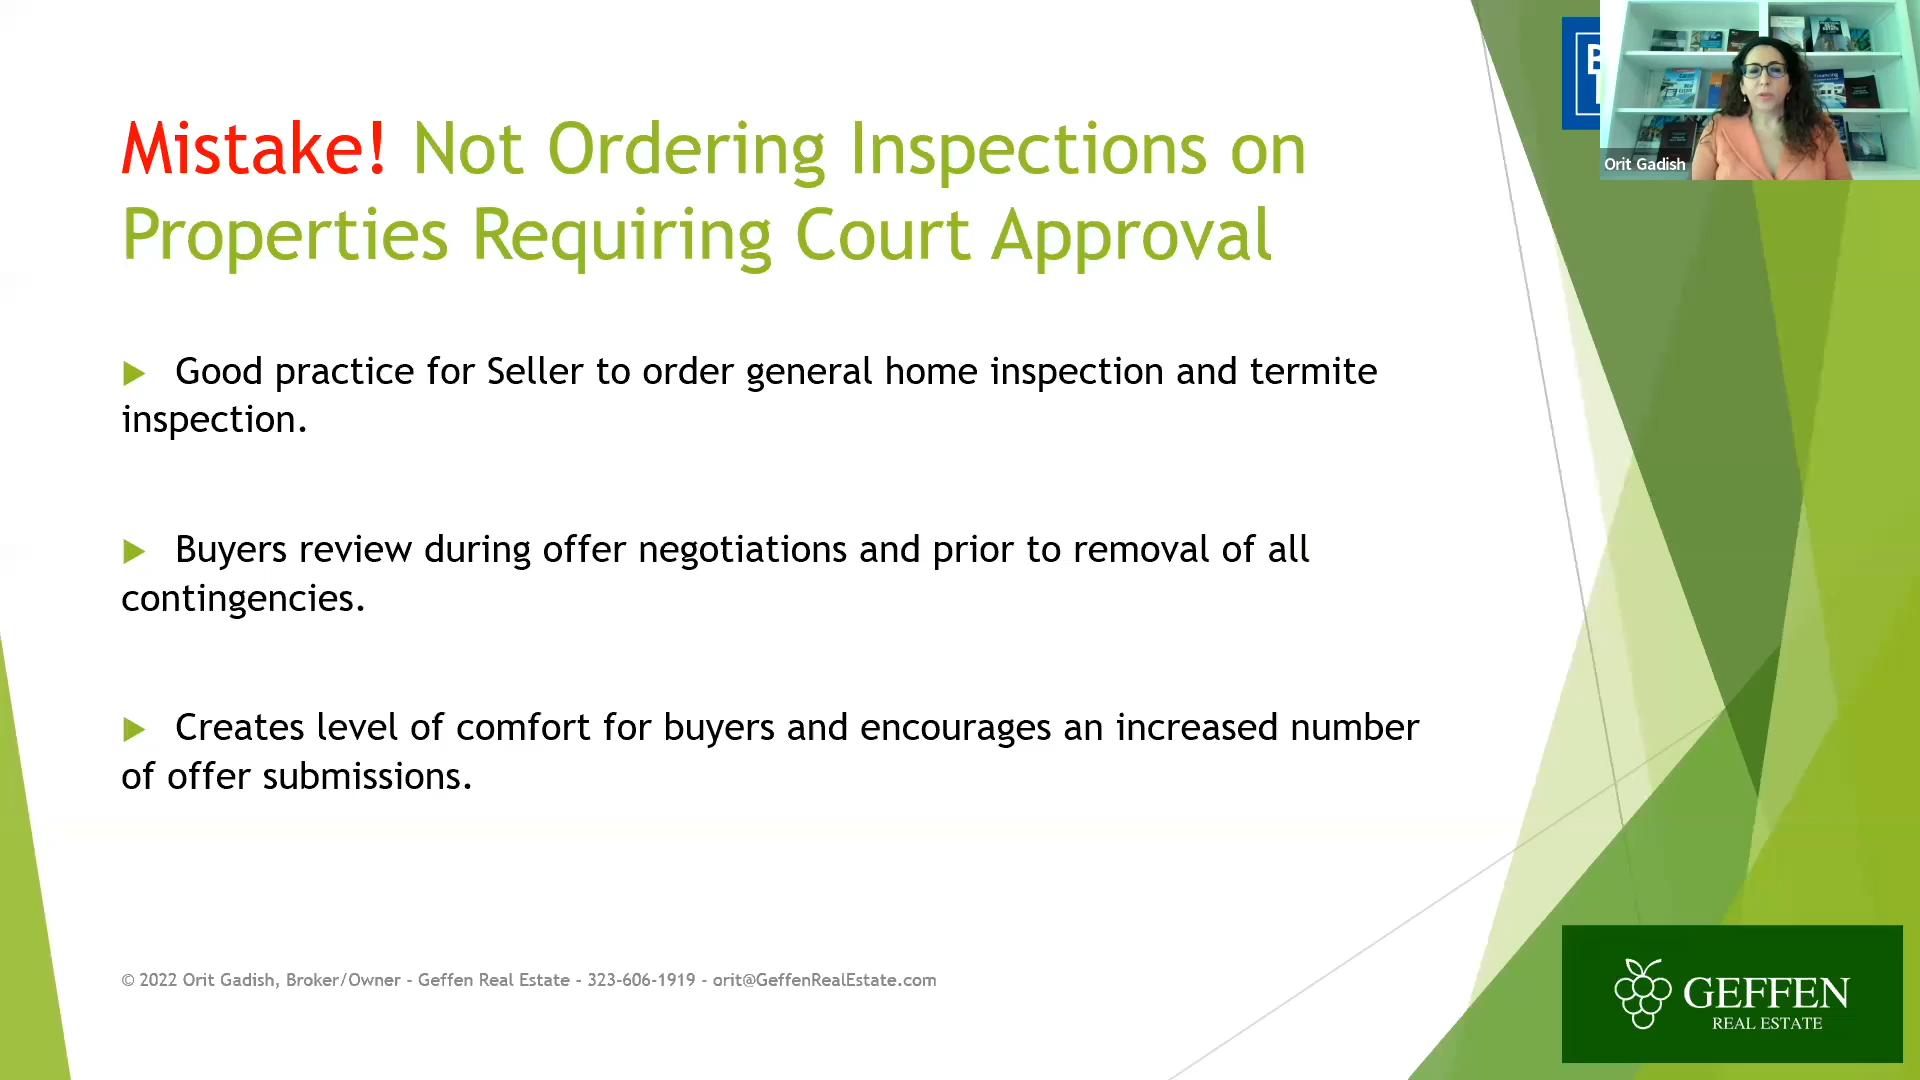 Mistake! Not Ordering Inspections on
Properties Requiring Court Approval
Good practice for Seller to order general home inspection and termite
inspection.
Buyers review during offer negotiations and prior to removal of all
contingencies.
Creates level of comfort for buyers and encourages an increased number
of offer submissions.
© 2022 Orit Gadish, Broker/Owner - Geffen Real Estate - 323-606-1919 - orit@GeffenRealEstate.com
Orit Gadish
GEFFEN
REAL ESTATE